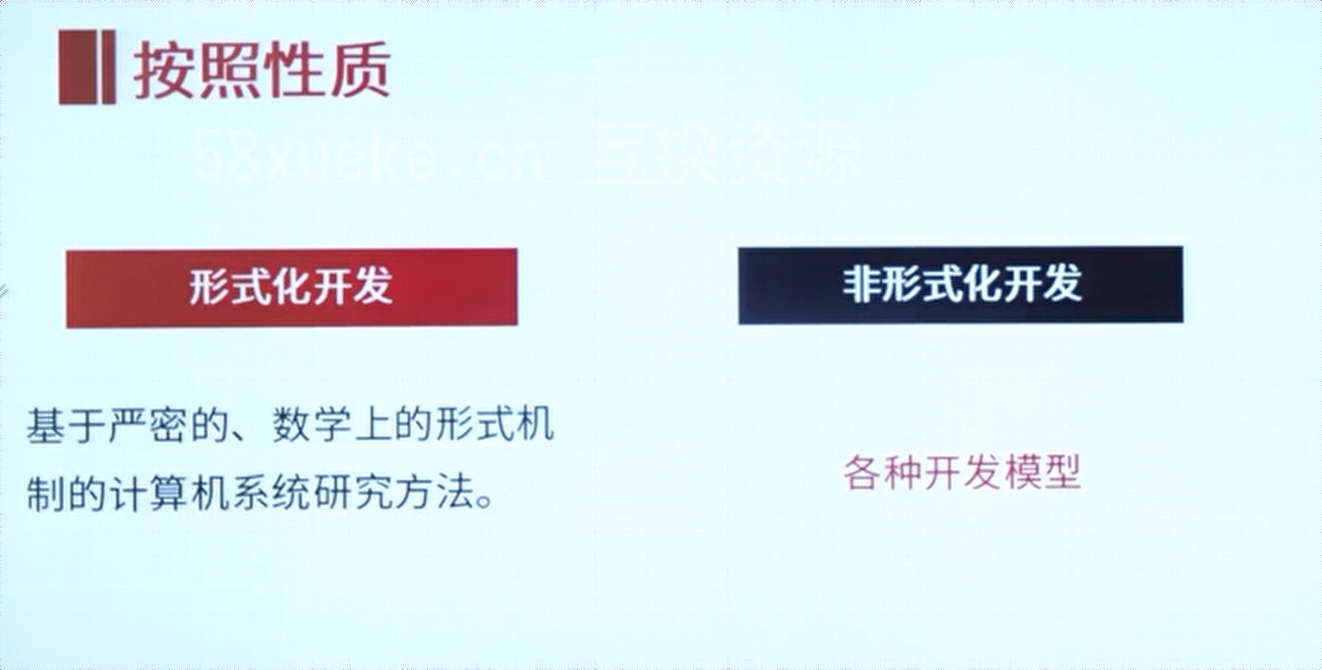 按照性质
58xueke.cn 互换资源
形式化开发
非形式化开发
基于严密的、数学上的形式机
制的计算机系统研究方法。
各种开发模型